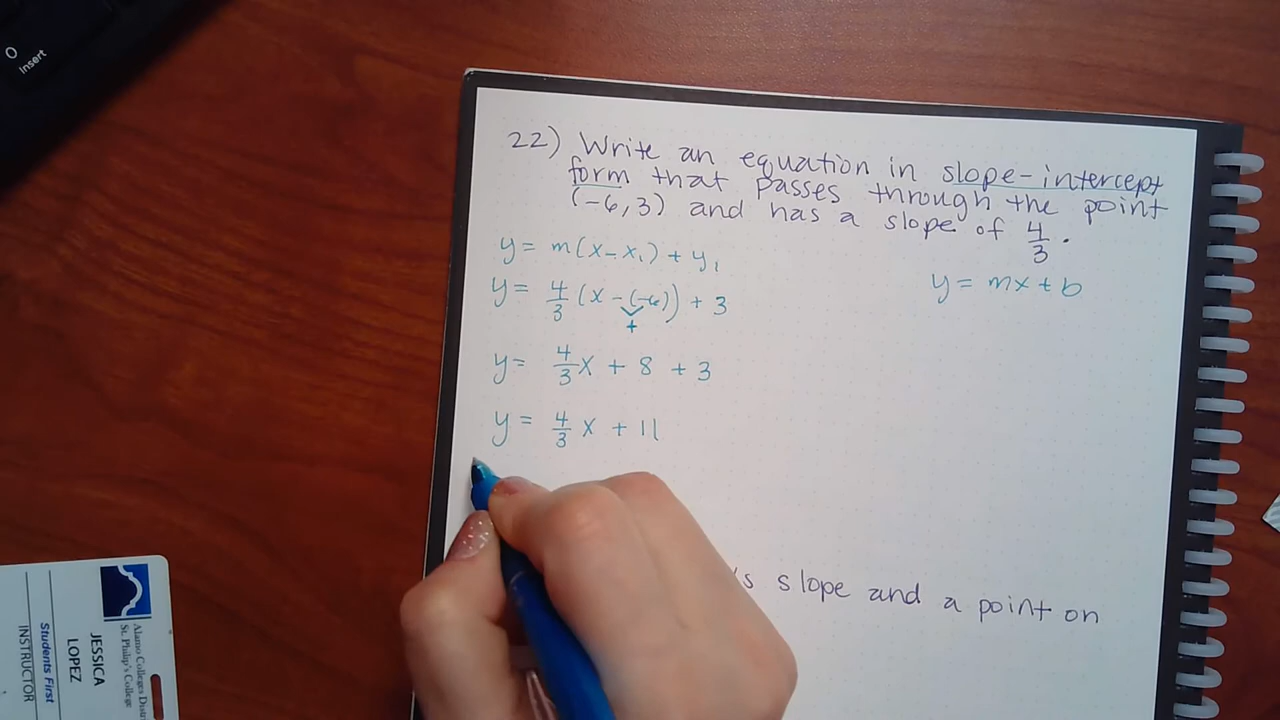 0
Insert
22) Write an equation in slope-intercept
form that passes through the point
(-6, 3) and has a slope of 4/3.
y = m(x - x₁) + y₁
y = mx + b
y = 4/3 (x - (-6)) + 3
+
y = 4/3 x + 8 + 3
y = 4/3 x + 11
's slope and a point on
Alamo Colleges Dist
St. Philip's College
JESSICA
LOPEZ
Students First
INSTRUCTOR